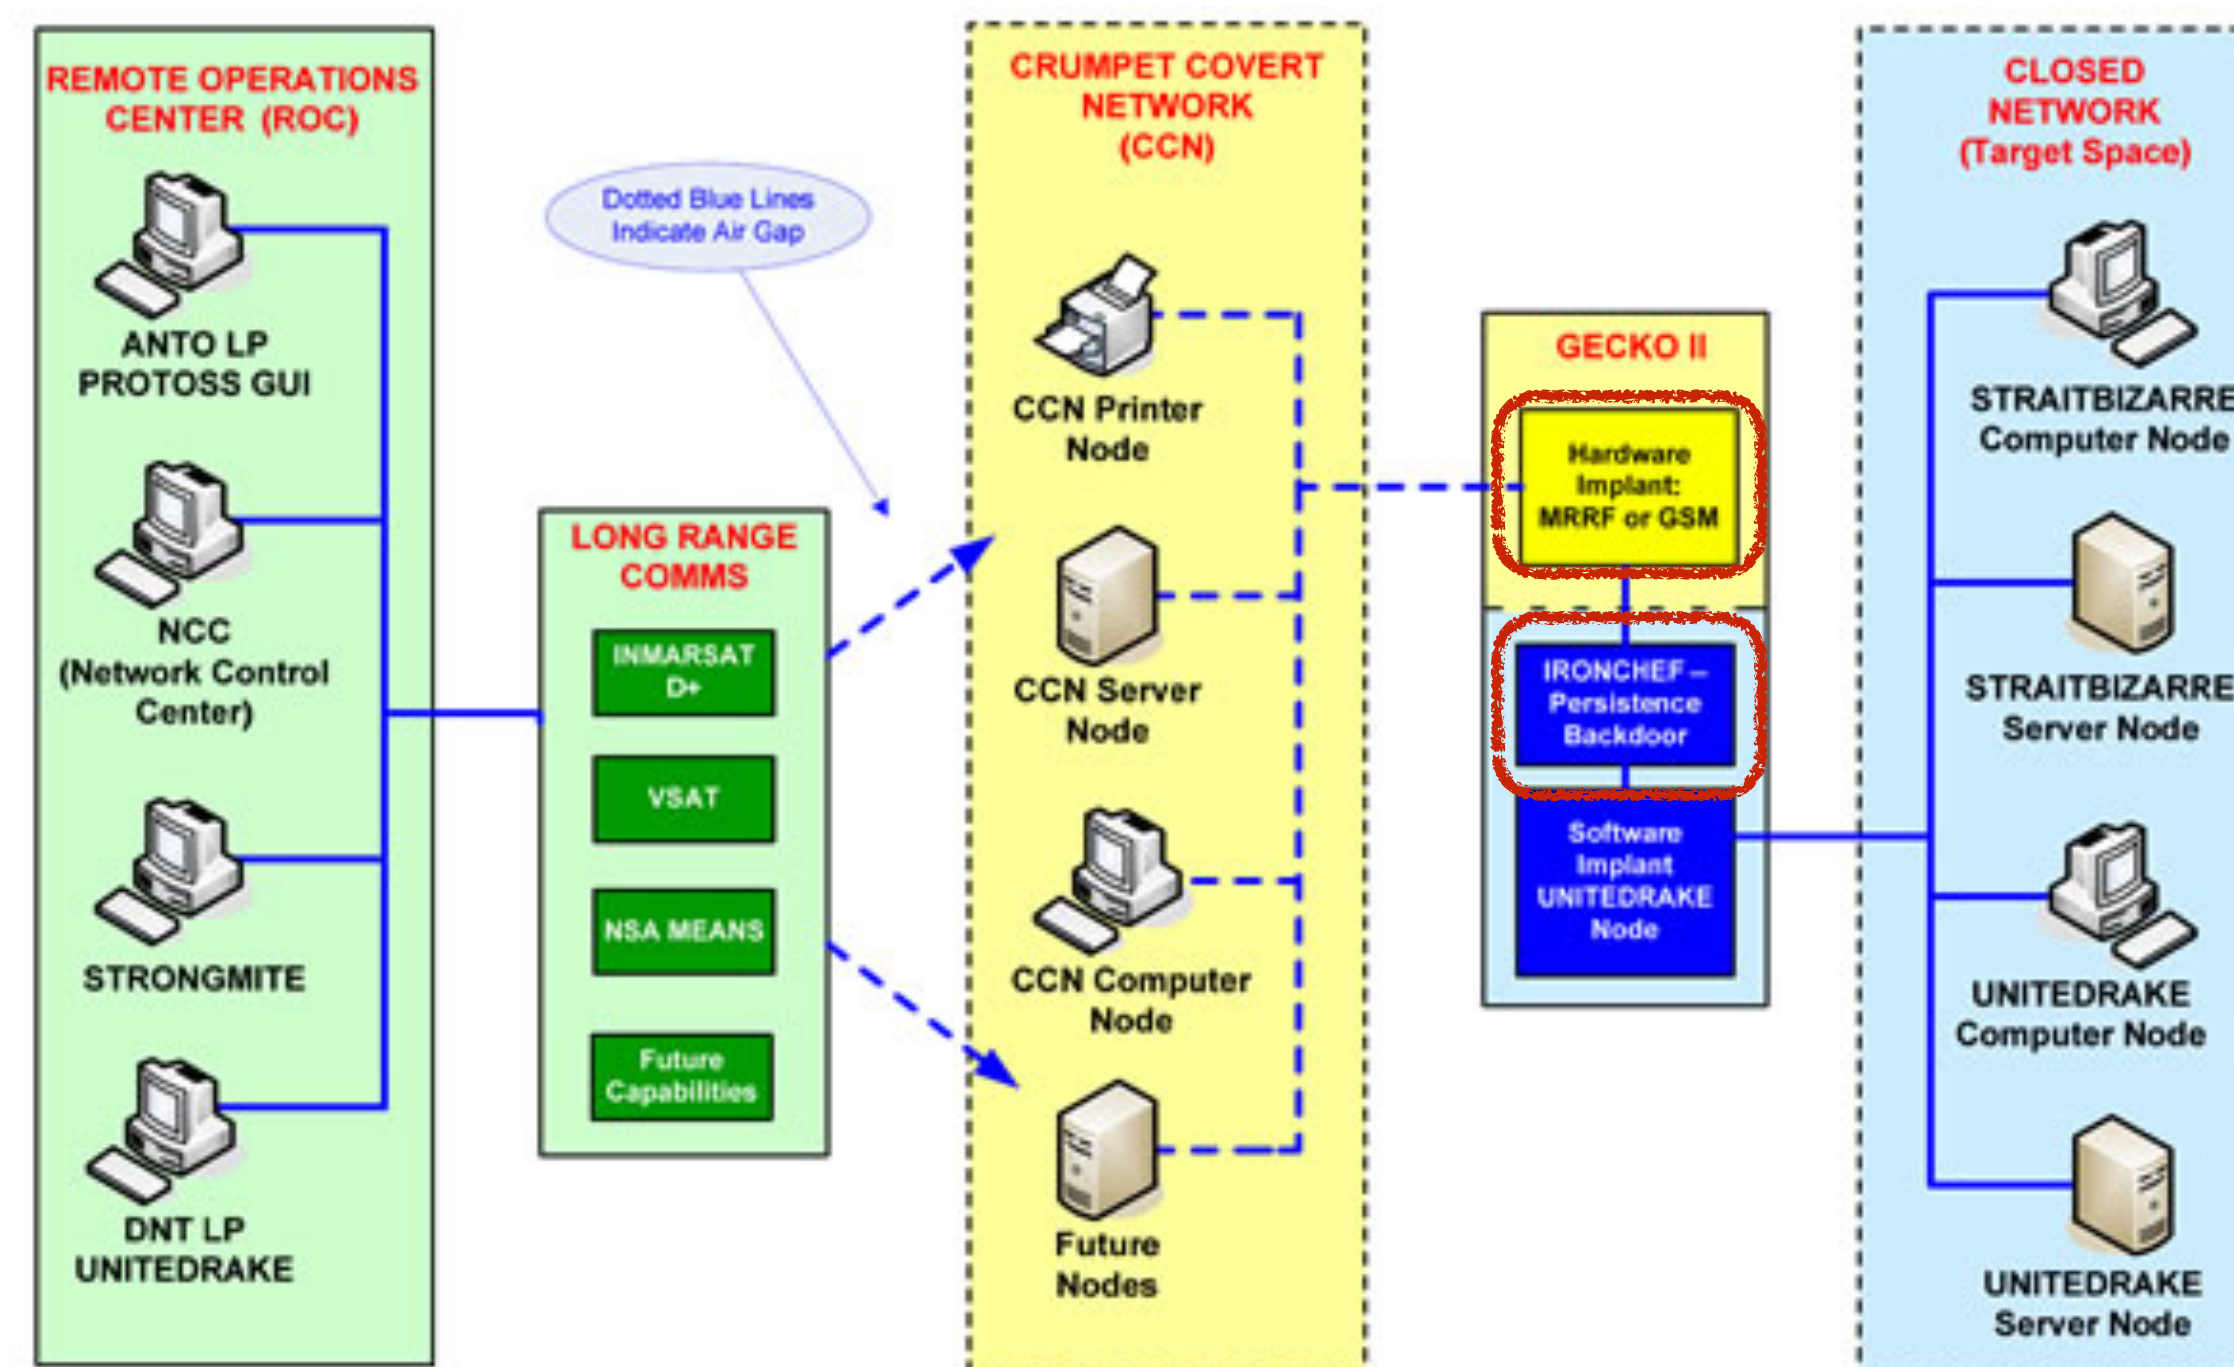 REMOTE OPERATIONS
CENTER (ROC)
ANTO LP
PROTOSS GUI
NCC
(Network Control
Center)
STRONGMITE
DNT LP
UNITEDRAKE
Dotted Blue Lines
Indicate Air Gap
LONG RANGE
COMMS
INMARSAT
D+
VSAT
NSA MEANS
Future
Capabilities
CRUMPET COVERT
NETWORK
(CCN)
CCN Printer
Node
CCN Server
Node
CCN Computer
Node
Future
Nodes
GECKO II
Hardware
Implant:
MRRF or GSM
IRONCHEF –
Persistence
Backdoor
Software
Implant
UNITEDRAKE
Node
CLOSED
NETWORK
(Target Space)
STRAITBIZARRE
Computer Node
STRAITBIZARRE
Server Node
UNITEDRAKE
Computer Node
UNITEDRAKE
Server Node